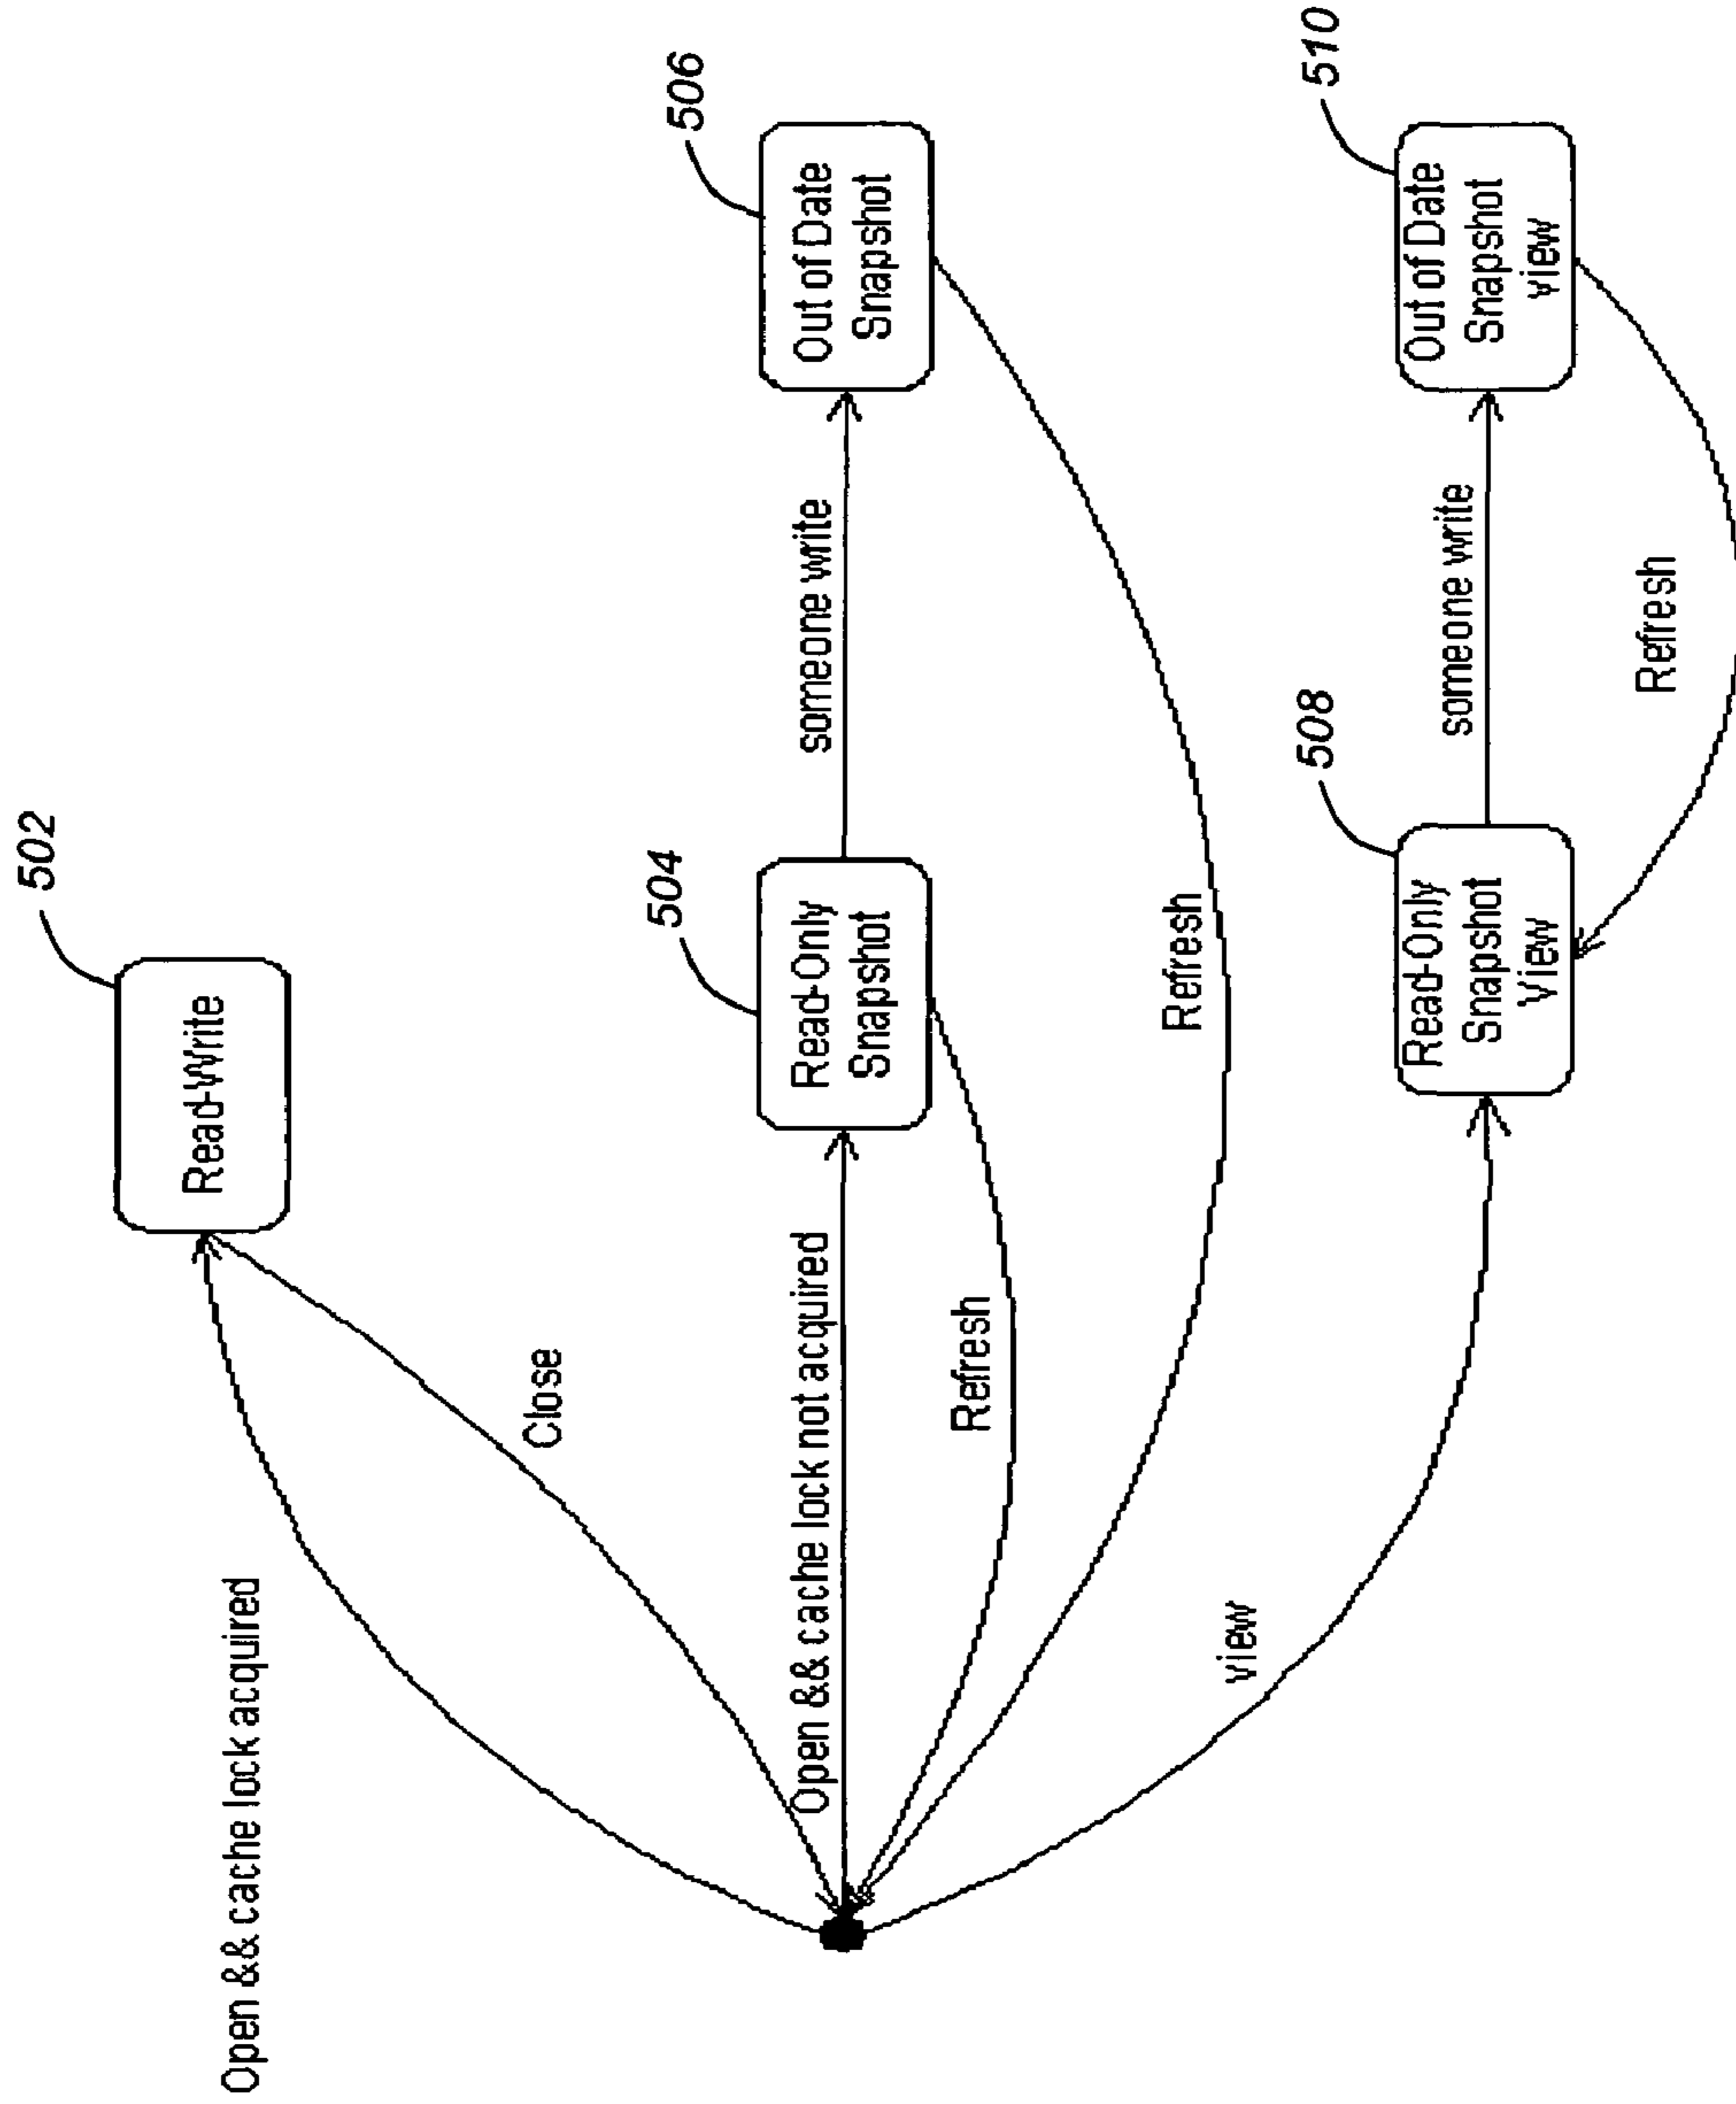 502
Read-Write
Open && cache lock acquired
Close
504
506
Read-Only
Snapshot
someone write
Out of Date
Snapshot
Open && cache lock not acquired
Refresh
Refresh
508
510
Read-Only
Snapshot
View
someone write
Out of Date
Snapshot
view
view
Refresh